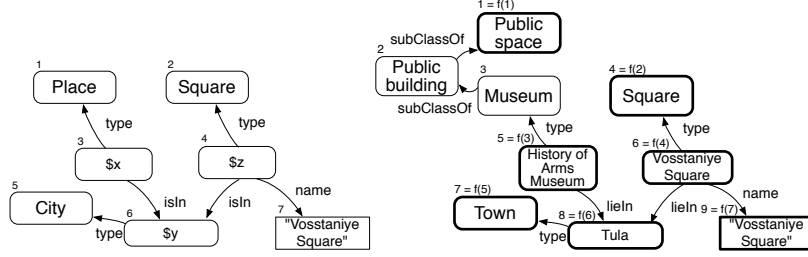 1
Place
2
Square
type
type
3
$x
4
$z
5
City
isIn
isIn
name
6
type
$y
7
"Vosstaniye
Square"
1 = f(1)
Public
space
subClassOf
2
Public
building
subClassOf
3
Museum
4 = f(2)
Square
type
type
5 = f(3)
History of
Arms
Museum
6 = f(4)
Vosstaniye
Square
7 = f(5)
Town
lieIn
lieIn
name
8 = f(6)
type
Tula
9 = f(7)
"Vosstaniye
Square"